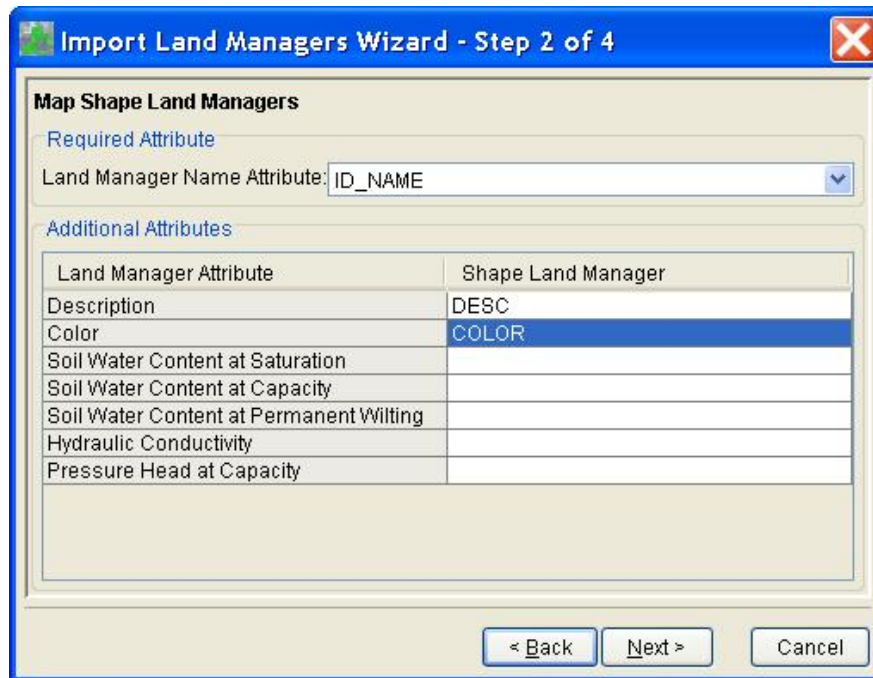 Import Land Managers Wizard - Step 2 of 4
Map Shape Land Managers
Required Attribute
Land Manager Name Attribute: ID_NAME
Additional Attributes
Land Manager Attribute Shape Land Manager
Description DESC
Color COLOR
Soil Water Content at Saturation
Soil Water Content at Capacity
Soil Water Content at Permanent Wilting
Hydraulic Conductivity
Pressure Head at Capacity
< Back Next > Cancel